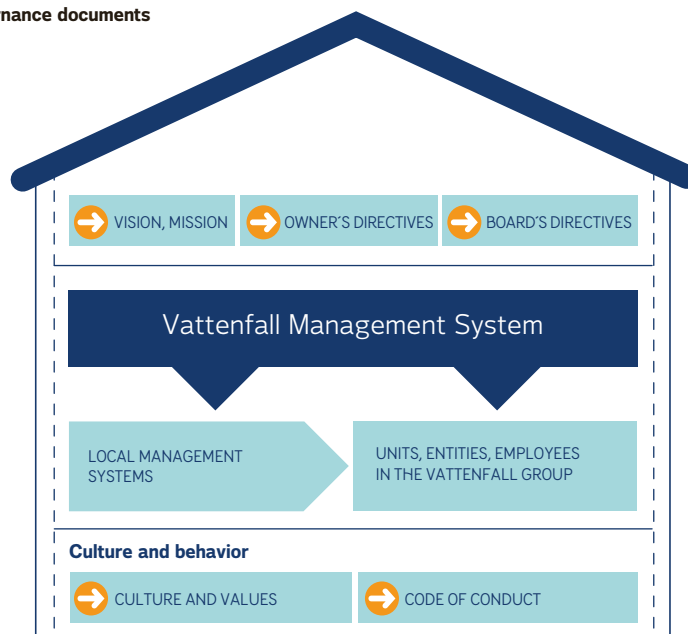 documents
VISION, MISSION
OWNER'S DIRECTIVES
BOARD'S DIRECTIVES
Vattenfall Management System
LOCAL MANAGEMENT
SYSTEMS
UNITS, ENTITIES, EMPLOYEES
IN THE VATTENFALL GROUP
Culture and behavior
CULTURE AND VALUES
CODE OF CONDUCT